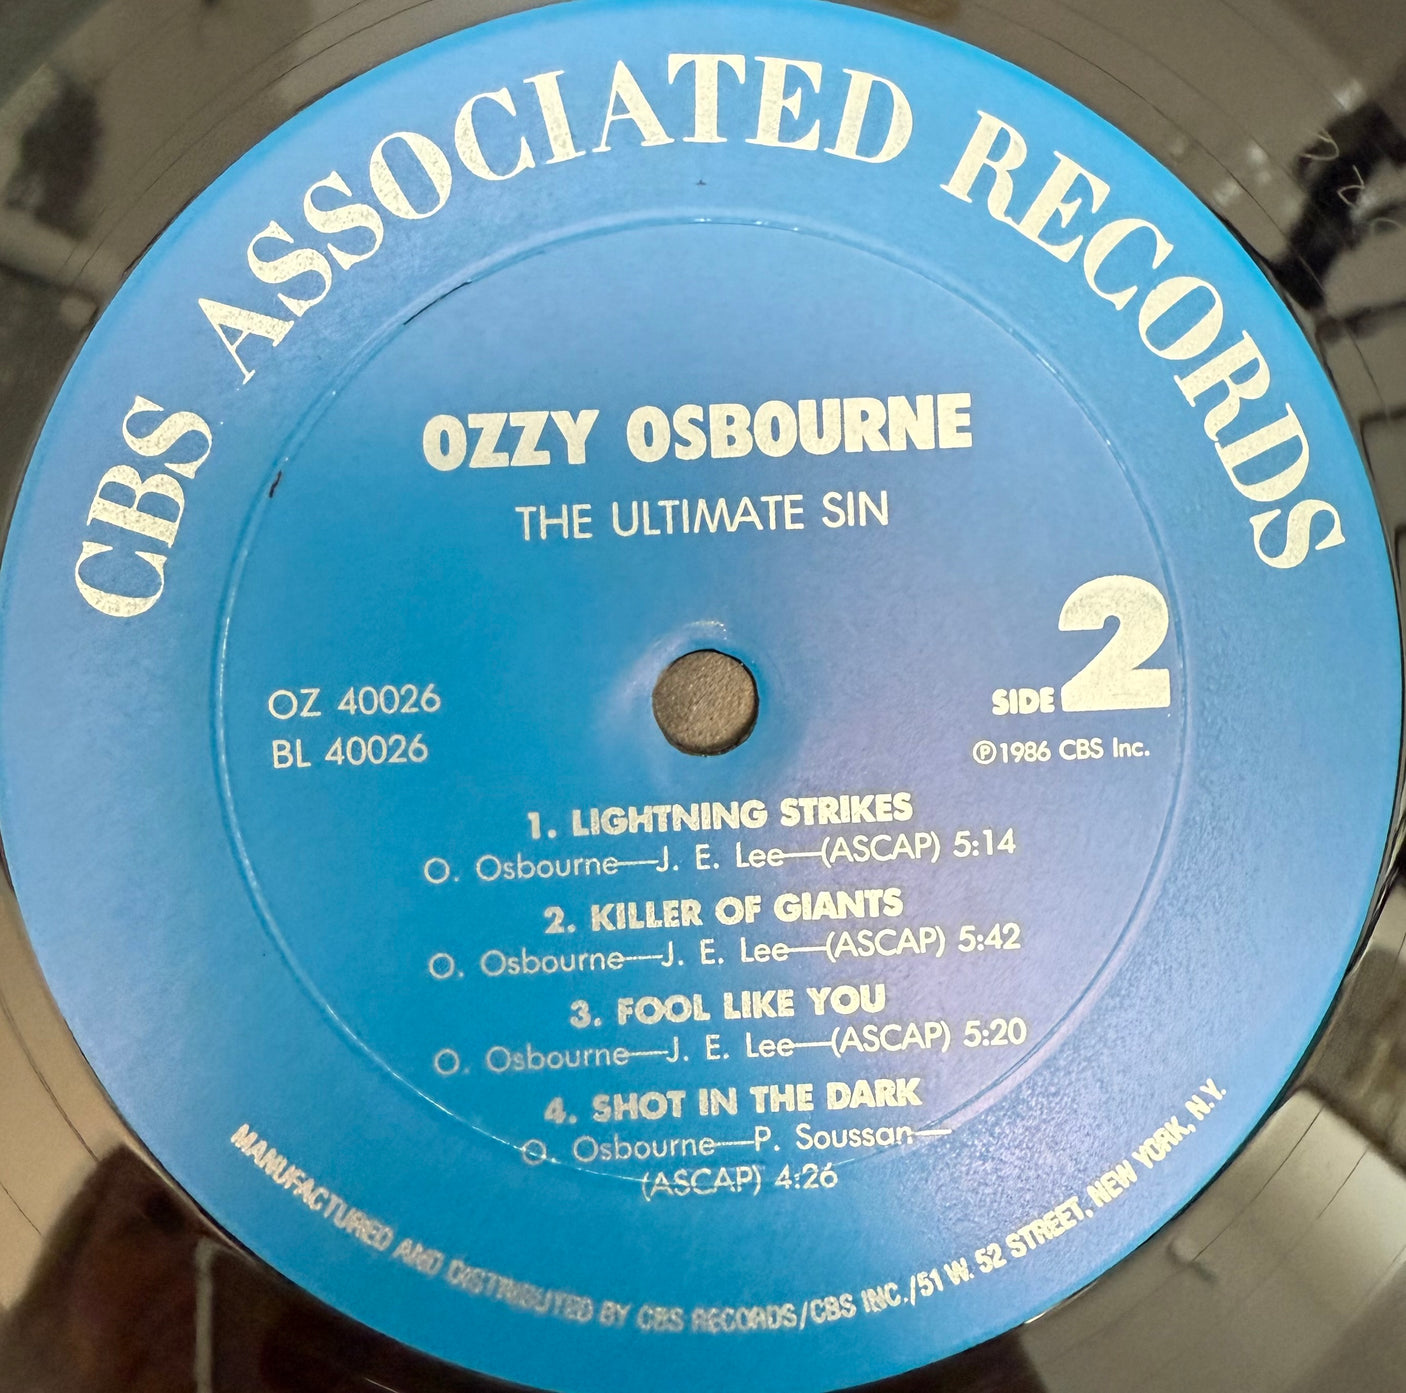 CBS ASSOCIATED RECORDS
OZZY OSBOURNE
THE ULTIMATE SIN
SIDE 2
OZ 40026
BL 40026
℗1986 CBS Inc.
1. LIGHTNING STRIKES
O. Osbourne—J. E. Lee—(ASCAP) 5:14
2. KILLER OF GIANTS
O. Osbourne—J. E. Lee—(ASCAP) 5:42
3. FOOL LIKE YOU
O. Osbourne—J. E. Lee—(ASCAP) 5:20
4. SHOT IN THE DARK
O. Osbourne—P. Soussan—
(ASCAP) 4:26
MANUFACTURED AND DISTRIBUTED BY CBS RECORDS/CBS INC./51 W. 52 STREET, NEW YORK, N.Y.